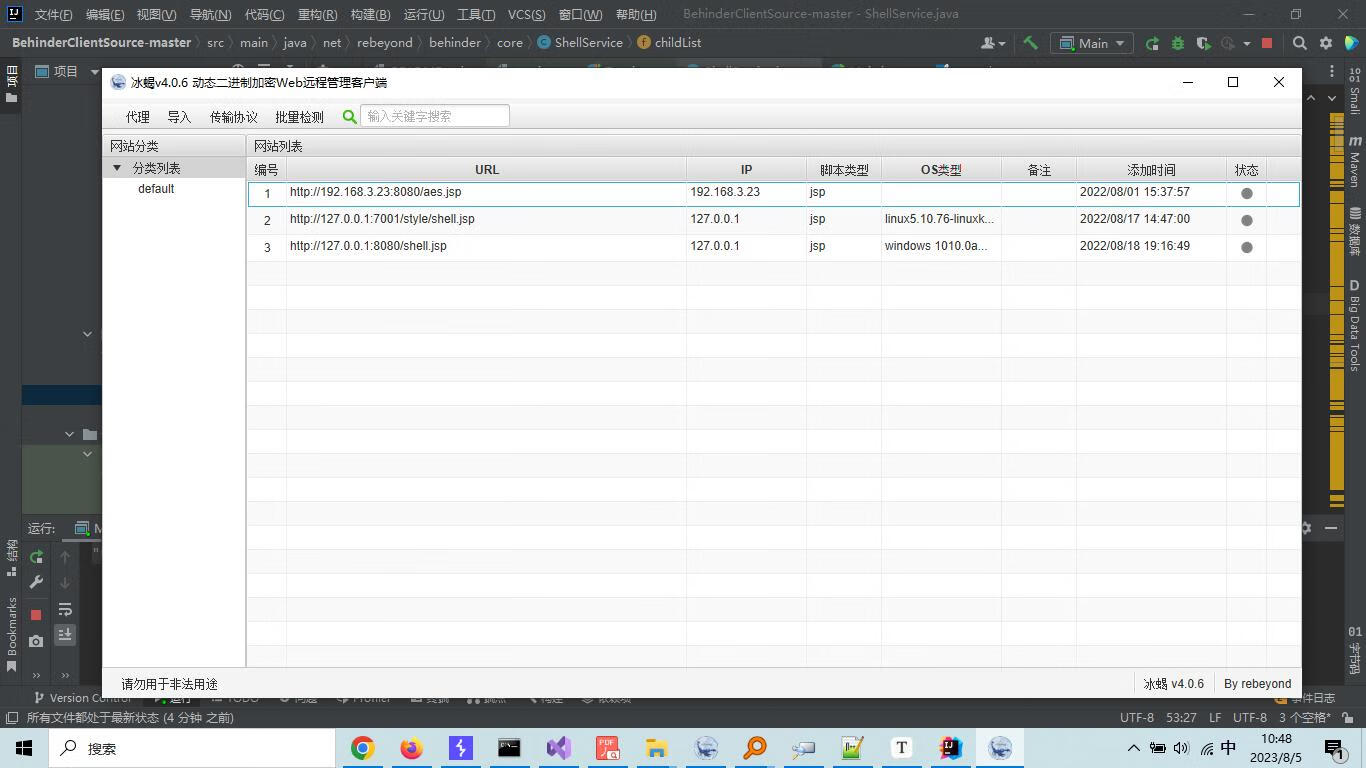 文件(F) 编辑(E) 视图(V) 导航(N) 代码(C) 重构(R) 构建(B) 运行(U) 工具(T) VCS(S) 窗口(W) 帮助(H) BehinderClientSource-master - ShellService.java
BehinderClientSource-master src main java net rebeyond behinder core ShellService childList Main
项目
项目
冰蝎v4.0.6 动态二进制加密Web远程管理客户端
代理 导入 传输协议 批量检测 输入关键字搜索
网站分类 网站列表
分类列表
default
编号 URL IP 脚本类型 OS类型 备注 添加时间 状态
1 http://192.168.3.23:8080/aes.jsp 192.168.3.23 jsp 2022/08/01 15:37:57
2 http://127.0.0.1:7001/style/shell.jsp 127.0.0.1 jsp linux5.10.76-linuxk... 2022/08/17 14:47:00
3 http://127.0.0.1:8080/shell.jsp 127.0.0.1 jsp windows 1010.0a... 2022/08/18 19:16:49
Smali
Maven
数据库
Big Data Tools
字节码
运行:
结构
Bookmarks
请勿用于非法用途 冰蝎 v4.0.6 By rebeyond
Version Control 运行 TODO 问题 Profiler 终端 端点 构建 依赖项 事件日志
所有文件都处于最新状态 (4 分钟 之前) UTF-8 53:27 LF UTF-8 3 个空格*
搜索 中 10:48
2023/8/5 1